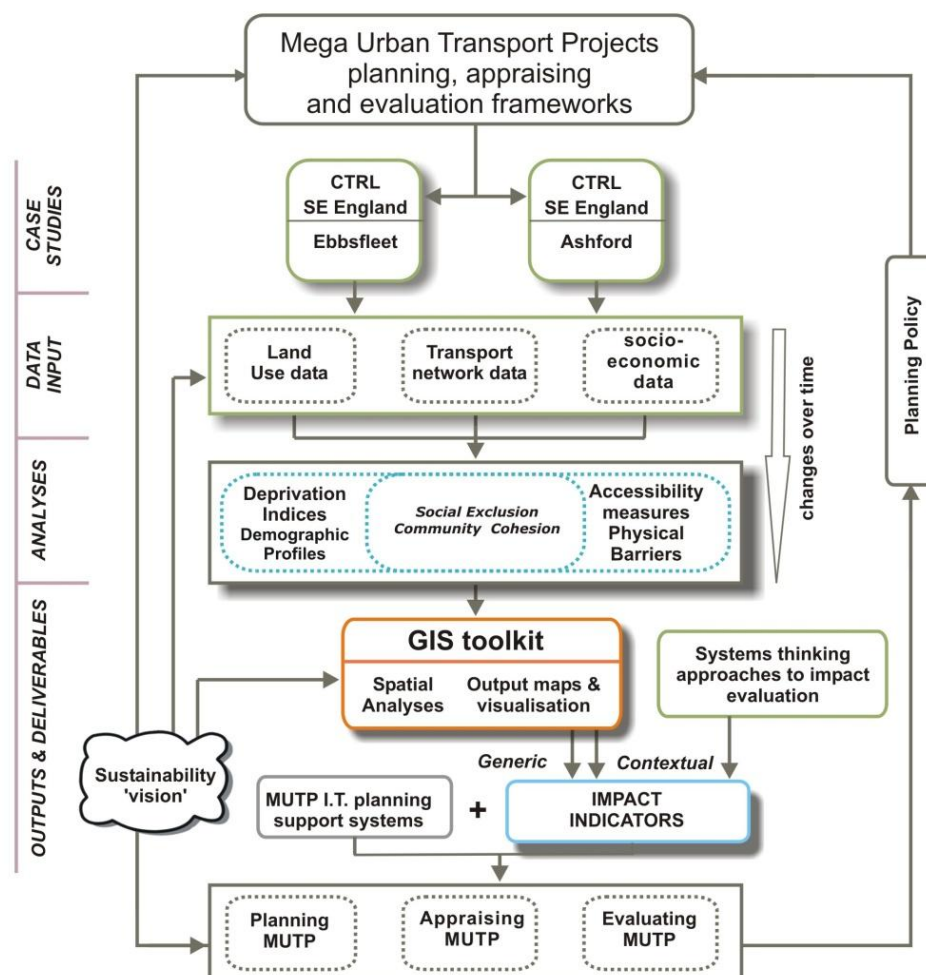 Mega Urban Transport Projects
planning, appraising
and evaluation frameworks
CASE
STUDIES
CTRL
SE England
Ebbsfleet
CTRL
SE England
Ashford
DATA
INPUT
Land
Use data
Transport
network data
socio-
economic
data
changes over time
Planning Policy
ANALYSES
Deprivation
Indices
Demographic
Profiles
Social Exclusion
Community Cohesion
Accessibility
measures
Physical
Barriers
OUTPUTS & DELIVERABLES
GIS toolkit
Spatial
Analyses
Output maps &
visualisation
Systems thinking
approaches to impact
evaluation
Generic
Contextual
Sustainability
'vision'
MUTP I.T. planning
support systems
+
IMPACT
INDICATORS
Planning
MUTP
Appraising
MUTP
Evaluating
MUTP